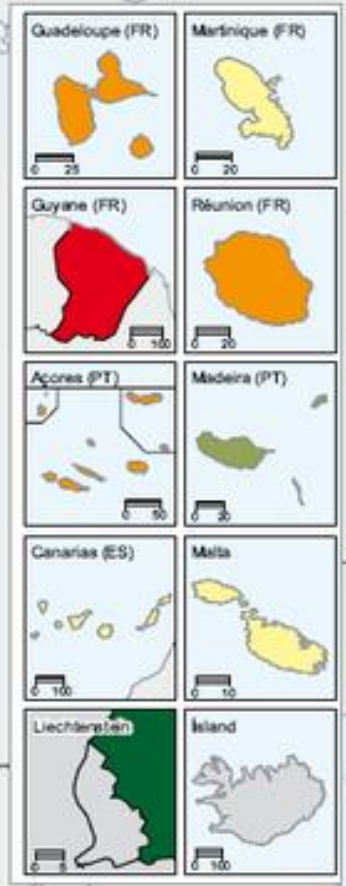 Guadeloupe (FR)
0 25
Martinique (FR)
0 20
Guyane (FR)
0 100
Réunion (FR)
0 20
Açores (PT)
0 50
Madeira (PT)
0 20
Canarias (ES)
0 100
Malta
0 10
Liechtenstein
0 5
Ísland
0 100